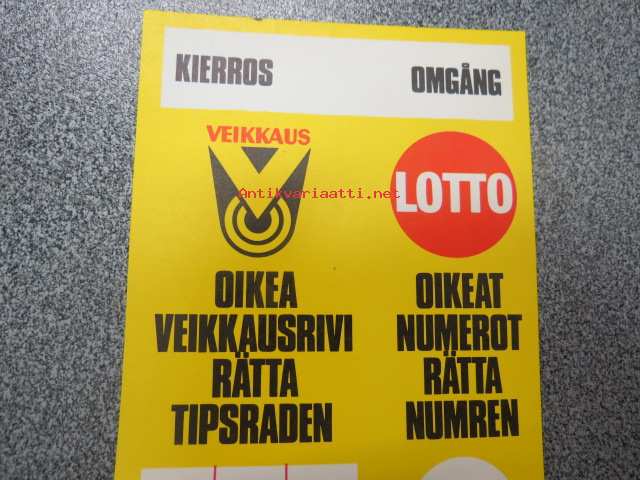 KIERROS OMGÅNG
VEIKKAUS
LOTTO
Antikvariaatti.net
OIKEA
VEIKKAUSRIVI
RÄTTA
TIPSRADEN
OIKEAT
NUMEROT
RÄTTA
NUMREN